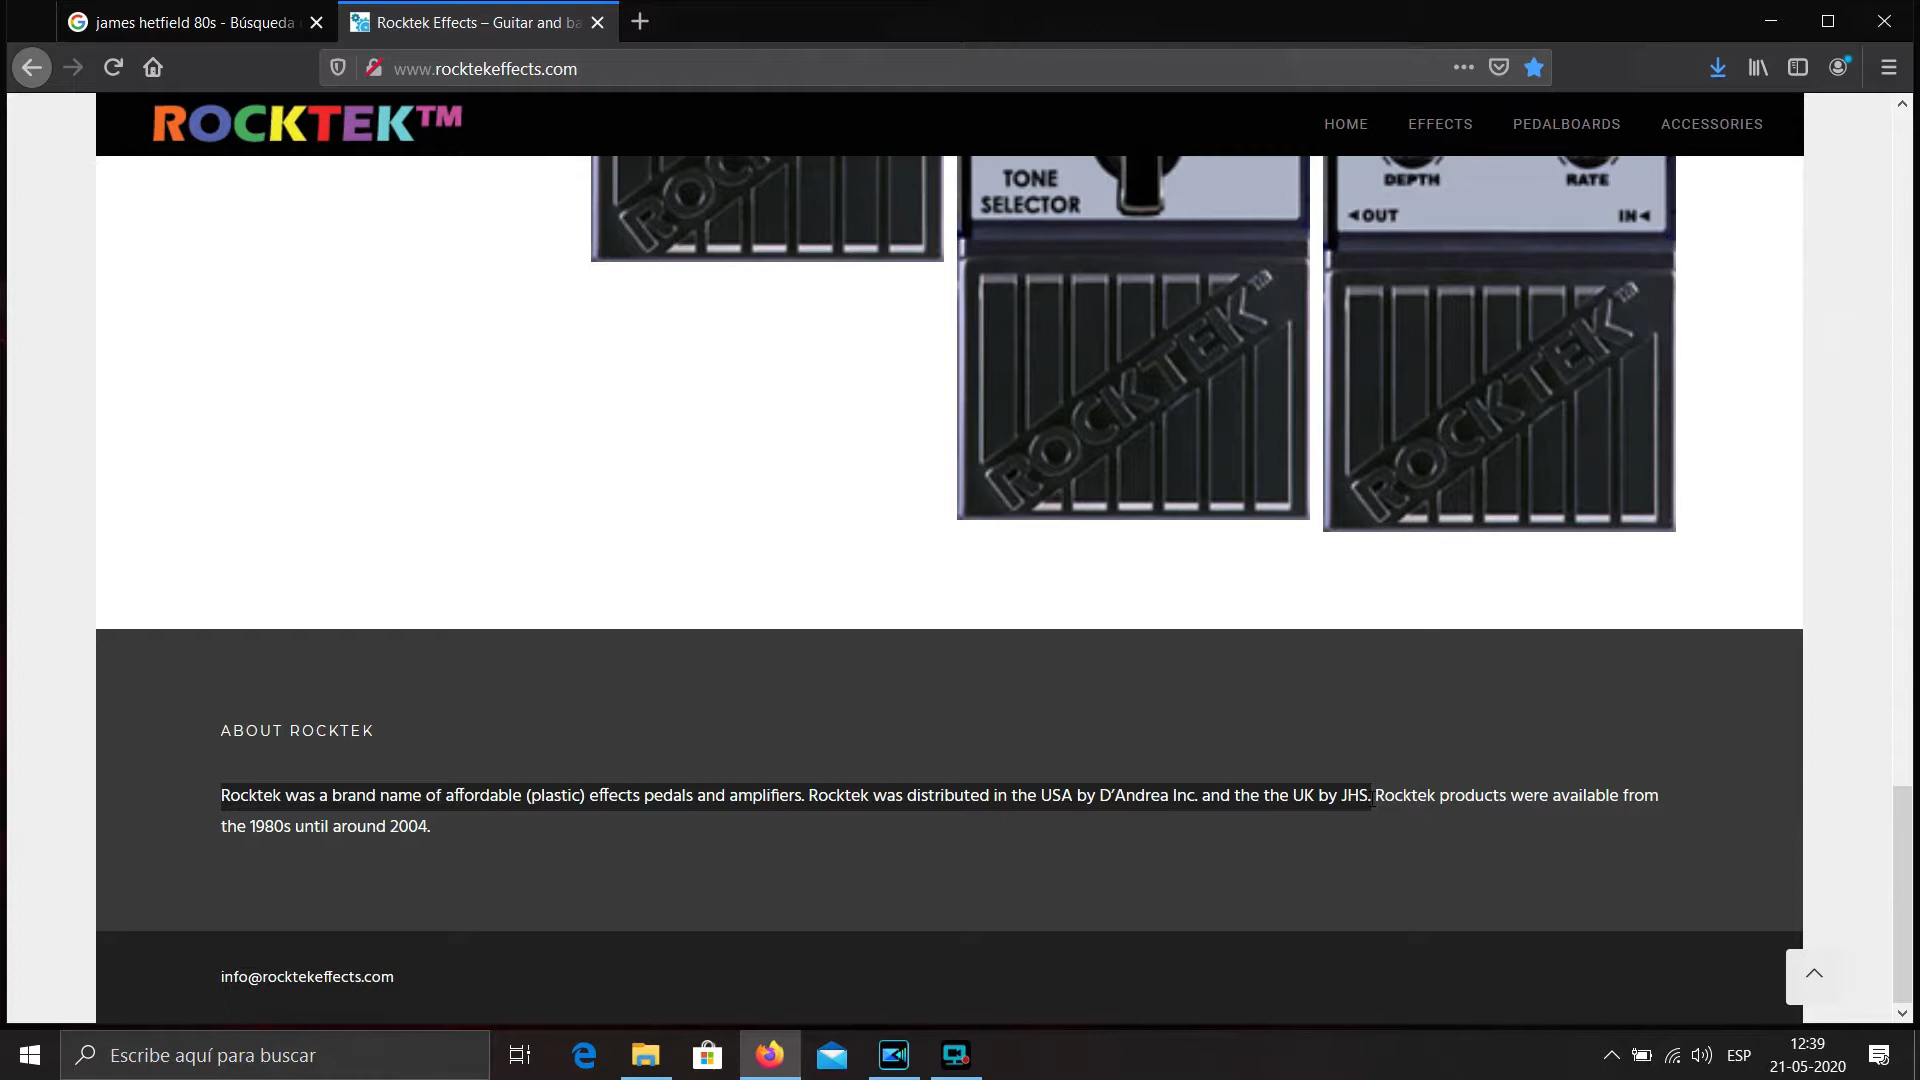 james hetfield 80s - Búsqueda
Rocktek Effects – Guitar and ba
www.rocktekeffects.com
ROCKTEK™
HOME
EFFECTS
PEDALBOARDS
ACCESSORIES
TONE
SELECTOR
DEPTH
RATE
◄OUT
IN◄
ROCKTEK™
ROCKTEK™
ABOUT ROCKTEK
Rocktek was a brand name of affordable (plastic) effects pedals and amplifiers. Rocktek was distributed in the USA by D’Andrea Inc. and the the UK by JHS. Rocktek products were available from
the 1980s until around 2004.
info@rocktekeffects.com
Escribe aquí para buscar
ESP
12:39
21-05-2020